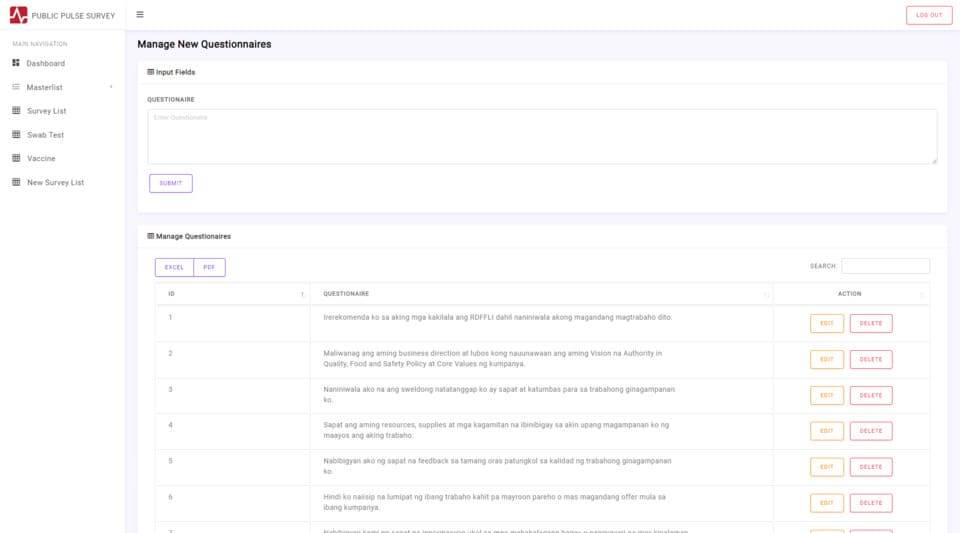 PUBLIC PULSE SURVEY
LOG OUT
MAIN NAVIGATION
Dashboard
Masterlist
Survey List
Swab Test
Vaccine
New Survey List
Manage New Questionnaires
Input Fields
QUESTIONAIRE
Enter Questionaire
SUBMIT
Manage Questionaires
EXCEL PDF
SEARCH:
ID QUESTIONAIRE ACTION
1 Irerekomenda ko sa aking mga kakilala ang RDFFLI dahil naniniwala akong magandang magtrabaho dito. EDIT DELETE
2 Maliwanag ang aming business direction at lubos kong nauunawaan ang aming Vision na Authority in
Quality, Food and Safety Policy at Core Values ng kumpanya. EDIT DELETE
3 Naniniwala ako na ang sweldong natatanggap ko ay sapat at katumbas para sa trabahong ginagampanan
ko. EDIT DELETE
4 Sapat ang aming resources, supplies at mga kagamitan na ibinibigay sa akin upang magampanan ko ng
maayos ang aking trabaho. EDIT DELETE
5 Nabibigyan ako ng sapat na feedback sa tamang oras patungkol sa kalidad ng trabahong ginagampanan
ko. EDIT DELETE
6 Hindi ko naiisip na lumipat ng ibang trabaho kahit pa mayroon pareho o mas magandang offer mula sa
ibang kumpanya. EDIT DELETE